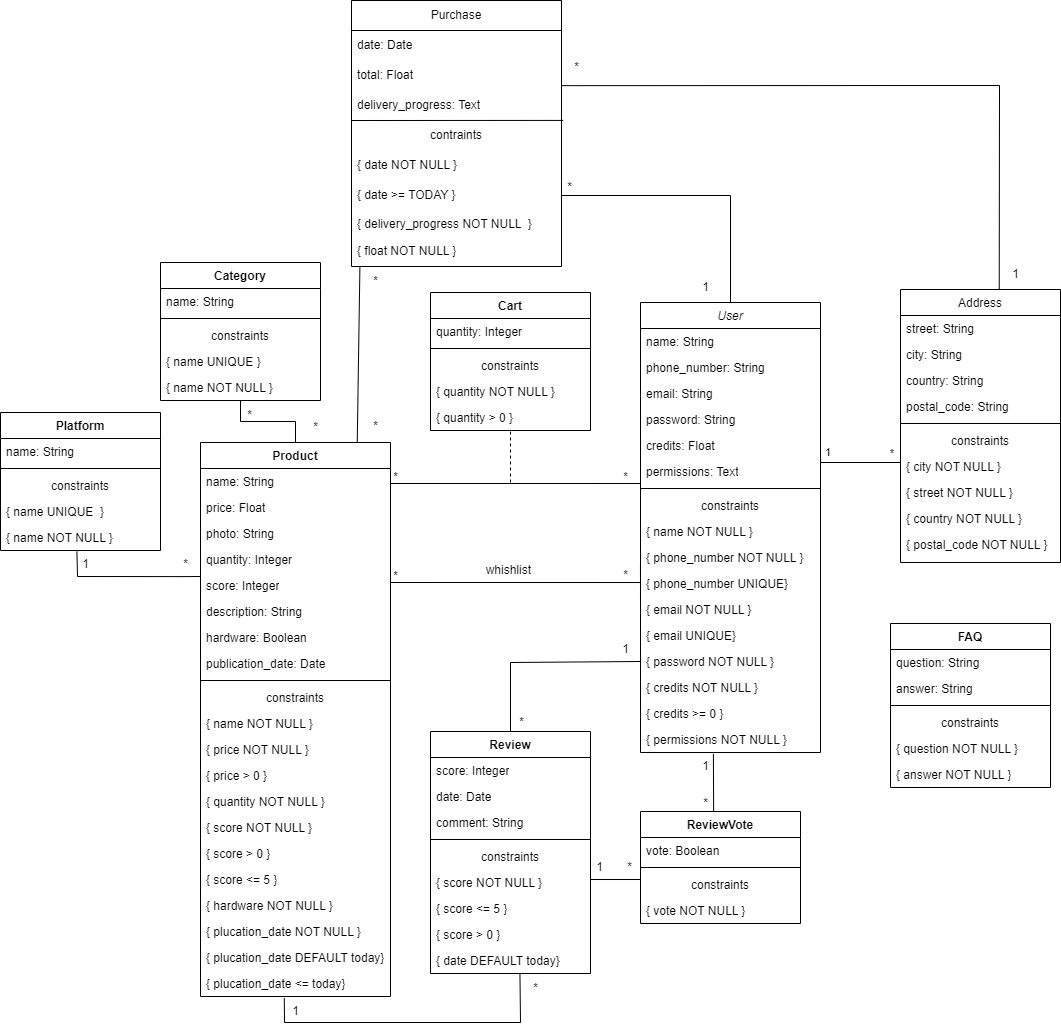 Purchase
date: Date
total: Float
delivery_progress: Text
contraints
{ date NOT NULL }
{ date >= TODAY }
{ delivery_progress NOT NULL  }
{ float NOT NULL }
*
*
1
1
*
*
Category
name: String
constraints
{ name UNIQUE }
{ name NOT NULL }
*
*
Platform
name: String
constraints
{ name UNIQUE  }
{ name NOT NULL }
1
*
Cart
quantity: Integer
constraints
{ quantity NOT NULL }
{ quantity > 0 }
*
*
whishlist
*
*
Product
name: String
price: Float
photo: String
quantity: Integer
score: Integer
description: String
hardware: Boolean
publication_date: Date
constraints
{ name NOT NULL }
{ price NOT NULL }
{ price > 0 }
{ quantity NOT NULL }
{ score NOT NULL }
{ score > 0 }
{ score <= 5 }
{ hardware NOT NULL }
{ plucation_date NOT NULL }
{ plucation_date DEFAULT today}
{ plucation_date <= today}
1
*
User
name: String
phone_number: String
email: String
password: String
credits: Float
permissions: Text
constraints
{ name NOT NULL }
{ phone_number NOT NULL }
{ phone_number UNIQUE}
{ email NOT NULL }
{ email UNIQUE}
{ password NOT NULL }
{ credits NOT NULL }
{ credits >= 0 }
{ permissions NOT NULL }
1
*
Address
street: String
city: String
country: String
postal_code: String
constraints
{ city NOT NULL }
{ street NOT NULL }
{ country NOT NULL }
{ postal_code NOT NULL }
1
*
Review
score: Integer
date: Date
comment: String
constraints
{ score NOT NULL }
{ score <= 5 }
{ score > 0 }
{ date DEFAULT today}
1
*
1
*
ReviewVote
vote: Boolean
constraints
{ vote NOT NULL }
FAQ
question: String
answer: String
constraints
{ question NOT NULL }
{ answer NOT NULL }